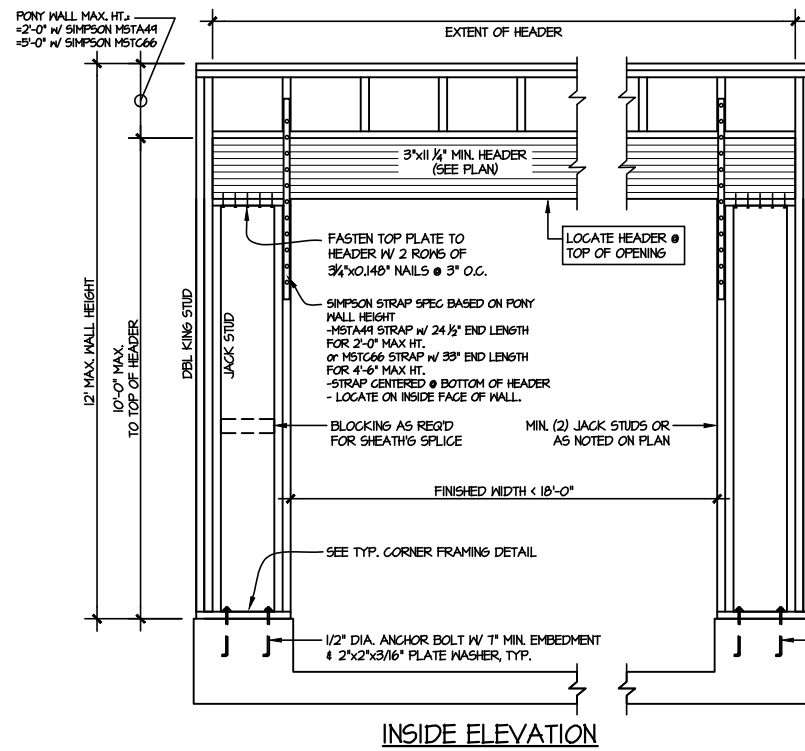 PONY WALL MAX. HT.:
=2'-0" W/ SIMPSON MSTA49
=5'-0" W/ SIMPSON MSTC66
EXTENT OF HEADER
3"x11 1/4" MIN. HEADER
(SEE PLAN)
FASTEN TOP PLATE TO
HEADER W/ 2 ROWS OF
3 1/4"x0.148" NAILS @ 3" O.C.
LOCATE HEADER @
TOP OF OPENING
SIMPSON STRAP SPEC BASED ON PONY
WALL HEIGHT
-MSTA49 STRAP W/ 24 1/2" END LENGTH
FOR 2'-0" MAX HT.
or MSTC66 STRAP W/ 33" END LENGTH
FOR 4'-6" MAX HT.
-STRAP CENTERED @ BOTTOM OF HEADER
- LOCATE ON INSIDE FACE OF WALL.
12' MAX. WALL HEIGHT
10'-0" MAX.
TO TOP OF HEADER
DBL KING STUD
JACK STUD
BLOCKING AS REQ'D
FOR SHEATH'G SPLICE
MIN. (2) JACK STUDS OR
AS NOTED ON PLAN
FINISHED WIDTH < 18'-0"
SEE TYP. CORNER FRAMING DETAIL
1/2" DIA. ANCHOR BOLT W/ 7" MIN. EMBEDMENT
& 2"x2"x3/16" PLATE WASHER, TYP.
INSIDE ELEVATION